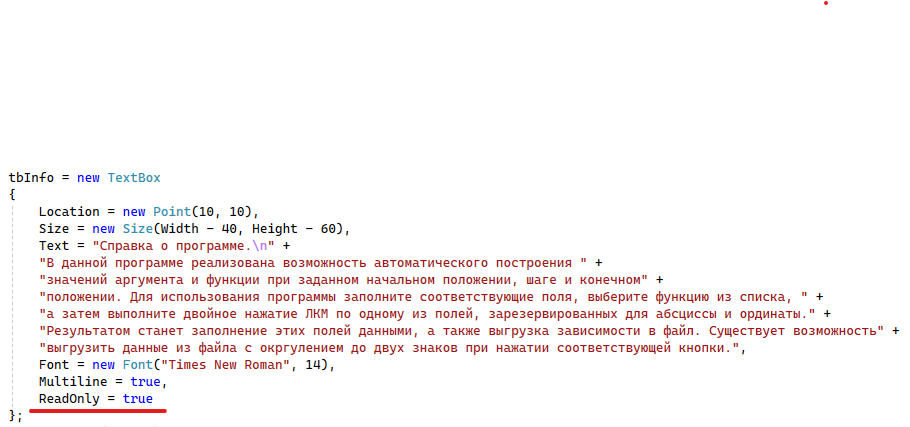 tbInfo = new TextBox
{
Location = new Point(10, 10),
Size = new Size(Width - 40, Height - 60),
Text = "Справка о программе.\n" +
"В данной программе реализована возможность автоматического построения " +
"значений аргумента и функции при заданном начальном положении, шаге и конечном" +
"положении. Для использования программы заполните соответствующие поля, выберите функцию из списка, " +
"а затем выполните двойное нажатие ЛКМ по одному из полей, зарезервированных для абсциссы и ординаты." +
"Результатом станет заполнение этих полей данными, а также выгрузка зависимости в файл. Существует возможность" +
"выгрузить данные из файла с округлением до двух знаков при нажатии соответствующей кнопки.",
Font = new Font("Times New Roman", 14),
Multiline = true,
ReadOnly = true
};